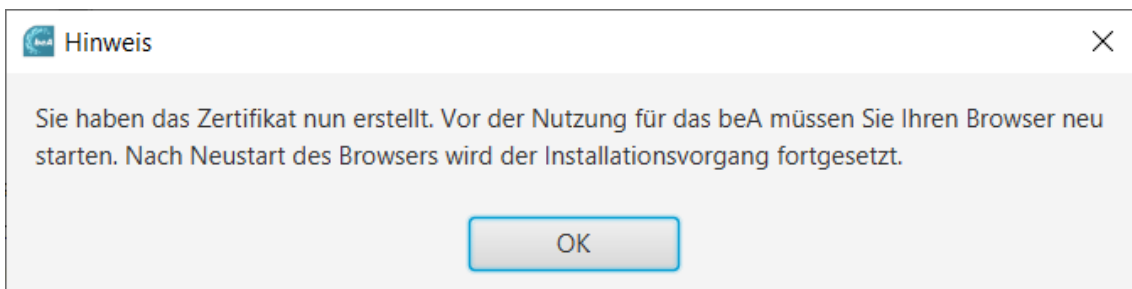 beA Hinweis
Sie haben das Zertifikat nun erstellt. Vor der Nutzung für das beA müssen Sie Ihren Browser neu
starten. Nach Neustart des Browsers wird der Installationsvorgang fortgesetzt.
OK